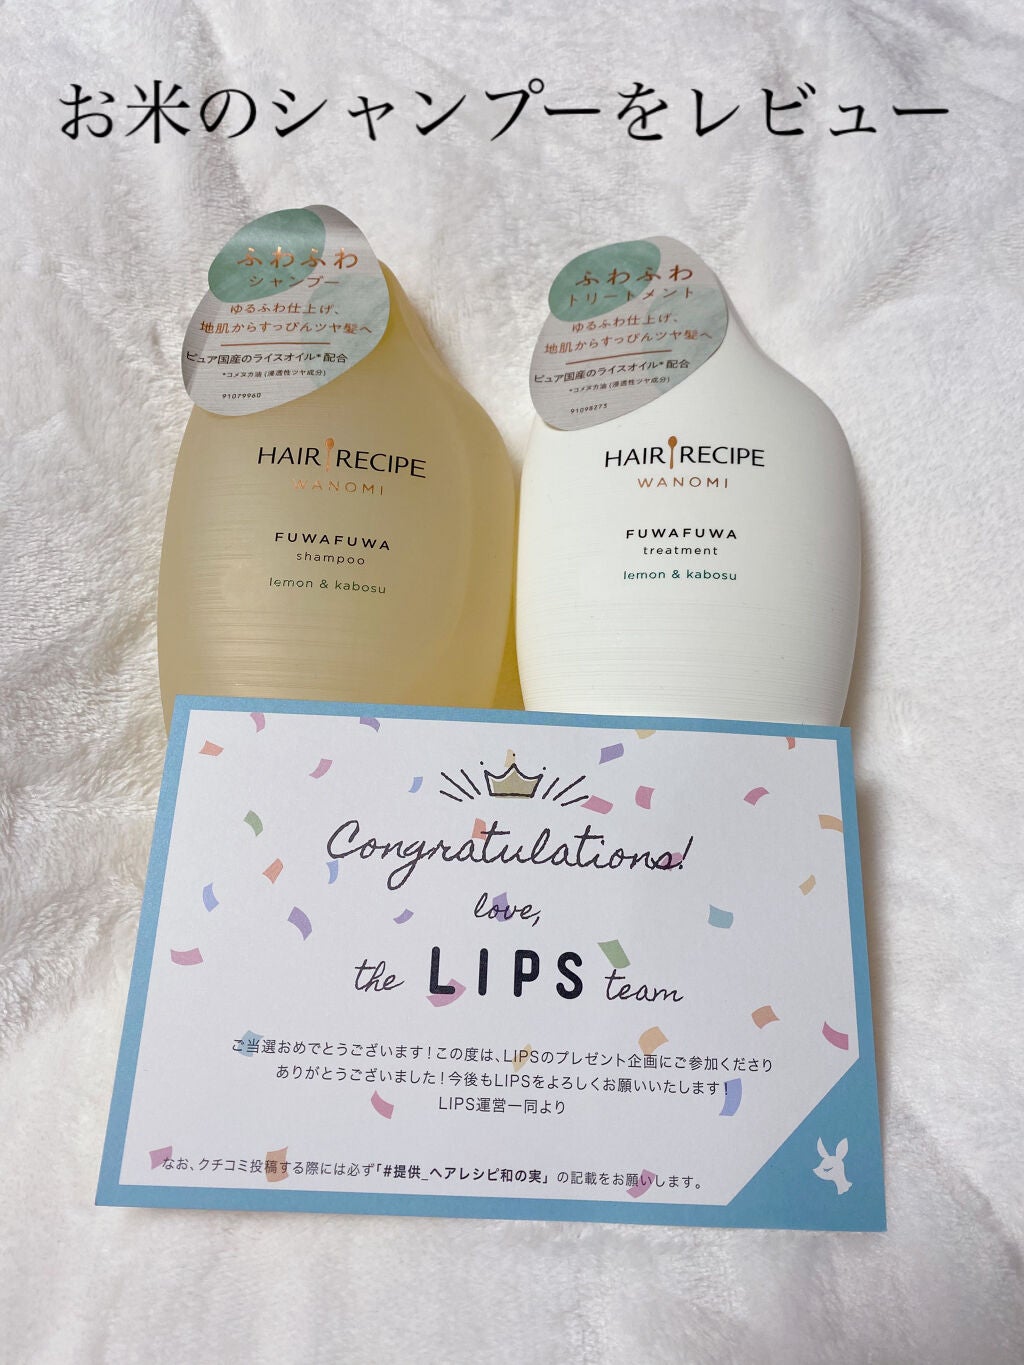 お米のシャンプーをレビュー
ふわふわ
シャンプー
ゆるふわ仕上げ、
地肌からすっぴんツヤ髪へ
ピュア国産のライスオイル*配合
*コメヌカ油(浸透性ツヤ成分)
91079960
HAIR RECIPE
WANOMI
FUWAFUWA
shampoo
lemon & kabosu
ふわふわ
トリートメント
ゆるふわ仕上げ、
地肌からすっぴんツヤ髪へ
ピュア国産のライスオイル*配合
*コメヌカ油(浸透性ツヤ成分)
91098273
HAIR RECIPE
WANOMI
FUWAFUWA
treatment
lemon & kabosu
Congratulations!
love,
the LIPS team
ご当選おめでとうございます！この度は、LIPSのプレゼント企画にご参加くださり
ありがとうございました！今後もLIPSをよろしくお願いいたします！
LIPS運営一同より
なお、クチコミ投稿する際には必ず「#提供_ヘアレシピ和の実」の記載をお願いします。